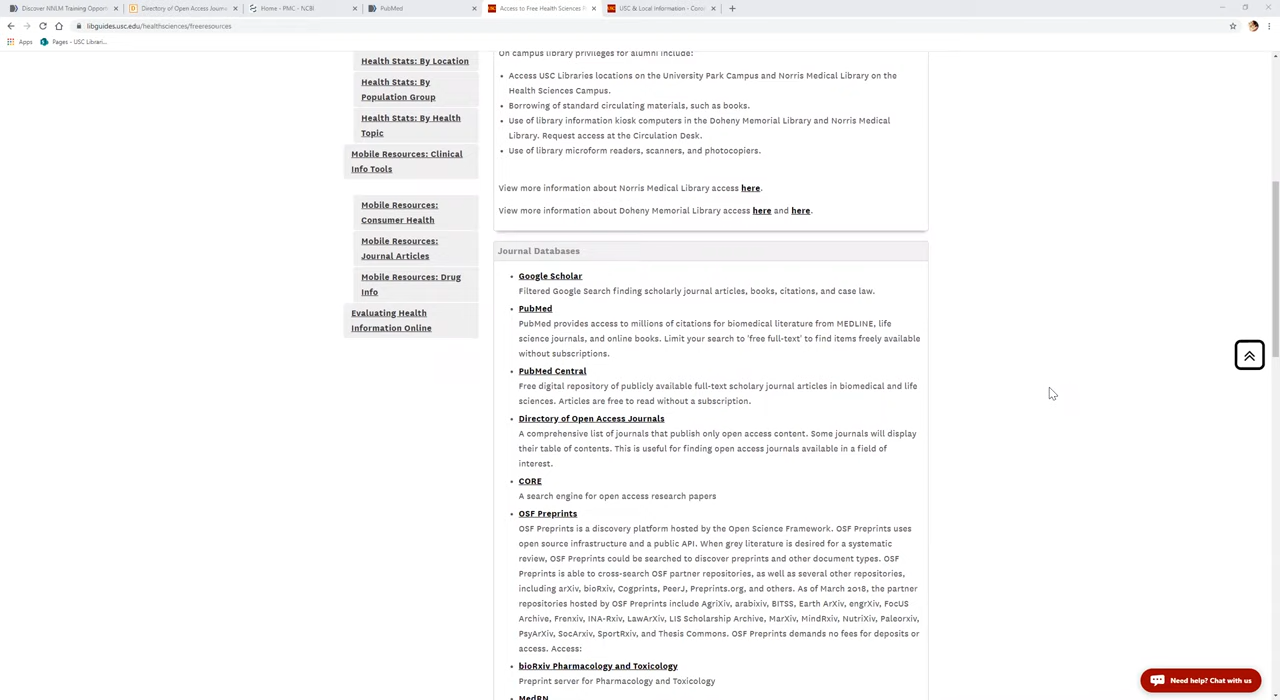 Discover NNLM Training Opport
Directory of Open Access Journal
Home - PMC - NCBI
PubMed
Access to Free Health Sciences R
USC & Local Information - Coron
libguides.usc.edu/healthsciences/freeresources
Apps
Pages - USC Librari...
Health Stats: By Location
Health Stats: By
Population Group
Health Stats: By Health
Topic
Mobile Resources: Clinical
Info Tools
Mobile Resources:
Consumer Health
Mobile Resources:
Journal Articles
Mobile Resources: Drug
Info
Evaluating Health
Information Online
On campus library privileges for alumni include:
Access USC Libraries locations on the University Park Campus and Norris Medical Library on the
Health Sciences Campus.
Borrowing of standard circulating materials, such as books.
Use of library information kiosk computers in the Doheny Memorial Library and Norris Medical
Library. Request access at the Circulation Desk.
Use of library microform readers, scanners, and photocopiers.
View more information about Norris Medical Library access here.
View more information about Doheny Memorial Library access here and here.
Journal Databases
Google Scholar
Filtered Google Search finding scholarly journal articles, books, citations, and case law.
PubMed
PubMed provides access to millions of citations for biomedical literature from MEDLINE, life
science journals, and online books. Limit your search to 'free full-text' to find items freely available
without subscriptions.
PubMed Central
Free digital repository of publicly available full-text scholary journal articles in biomedical and life
sciences. Articles are free to read without a subscription.
Directory of Open Access Journals
A comprehensive list of journals that publish only open access content. Some journals will display
their table of contents. This is useful for finding open access journals available in a field of
interest.
CORE
A search engine for open access research papers
OSF Preprints
OSF Preprints is a discovery platform hosted by the Open Science Framework. OSF Preprints uses
open source infrastructure and a public API. When grey literature is desired for a systematic
review, OSF Preprints could be searched to discover preprints and other document types. OSF
Preprints is able to cross-search OSF partner repositories, as well as several other repositories,
including arXiv, bioRxiv, Cogprints, PeerJ, Preprints.org, and others. As of March 2018, the partner
repositories hosted by OSF Preprints include AgriXiv, arabixiv, BITSS, Earth ArXiv, engrXiv, FocUS
Archive, Frenxiv, INA-Rxiv, LawArXiv, LIS Scholarship Archive, MarXiv, MindRxiv, NutriXiv, Paleorxiv,
PsyArXiv, SocArxiv, SportRxiv, and Thesis Commons. OSF Preprints demands no fees for deposits or
access. Access:
bioRxiv Pharmacology and Toxicology
Preprint server for Pharmacology and Toxicology
MedRN
Need help? Chat with us